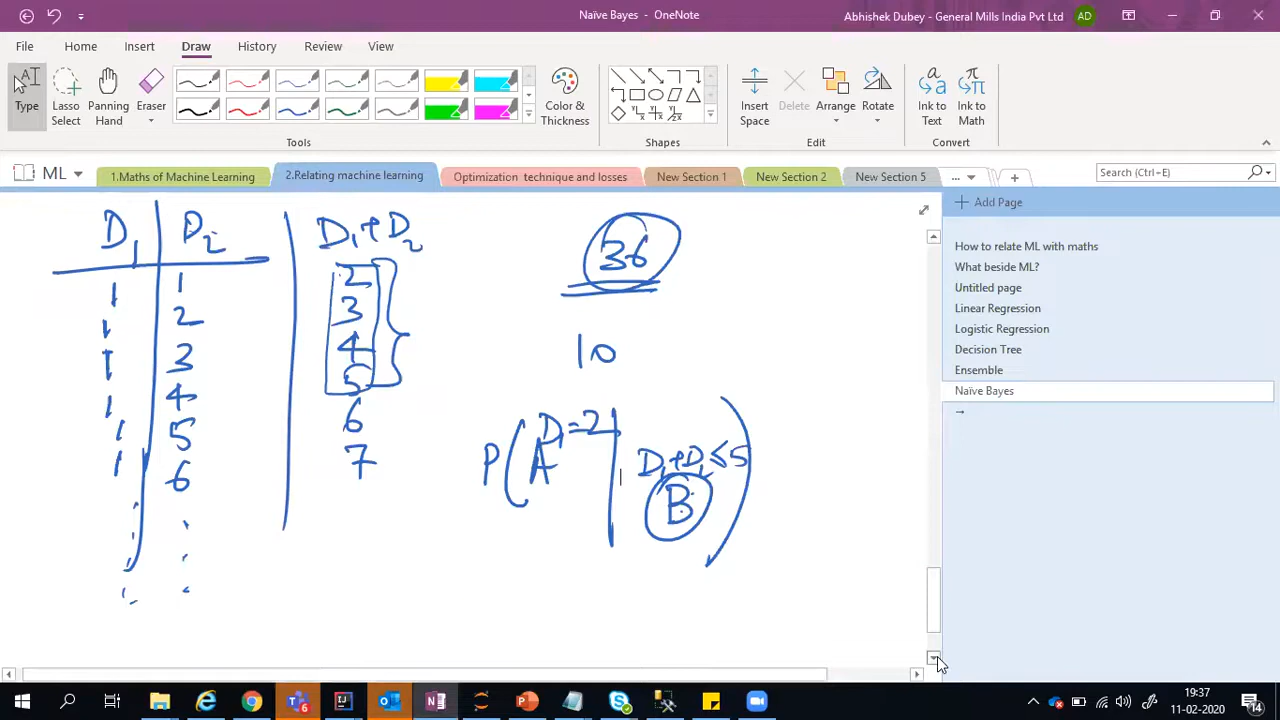 Naïve Bayes - OneNote
Abhishek Dubey - General Mills India Pvt Ltd
AD
File Home Insert Draw History Review View
Type
Lasso Select
Panning Hand
Eraser
Color & Thickness
Insert Space
Delete
Arrange
Rotate
Ink to Text
Ink to Math
Tools Shapes Edit Convert
ML
1.Maths of Machine Learning
2.Relating machine learning
Optimization technique and losses
New Section 1
New Section 2
New Section 5
...
Search (Ctrl+E)
Add Page
How to relate ML with maths
What beside ML?
Untitled page
Linear Regression
Logistic Regression
Decision Tree
Ensemble
Naïve Bayes
D1 D2 D1+D2
1 1 2
1 2 3
1 3 4
1 4 5
1 5 6
1 6 7
36
10
D1=2
P(A | B)
D1+D2≤5
19:37
11-02-2020
14